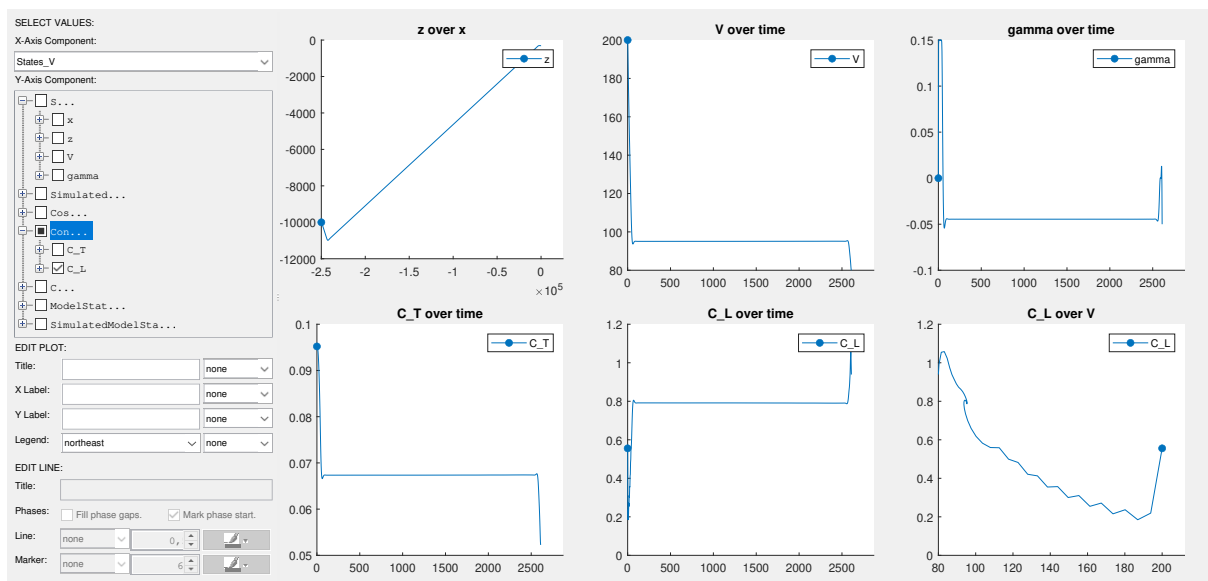 SELECT VALUES:
X-Axis Component:
States_V
Y-Axis Component:
S...
x
z
V
gamma
Simulated...
Cos...
Con...
C_T
C_L
C...
ModelStat...
SimulatedModelSta...
EDIT PLOT:
Title: none
X Label: none
Y Label: none
Legend: northeast none
EDIT LINE:
Title:
Phases: Fill phase gaps. Mark phase start.
Line: none 0,
Marker: none 6
z over x
z
0
-2000
-4000
-6000
-8000
-10000
-12000
-2.5 -2 -1.5 -1 -0.5 0
×10^5
V over time
V
200
180
160
140
120
100
80
0 500 1000 1500 2000 2500
gamma over time
gamma
0.15
0.1
0.05
0
-0.05
-0.1
0 500 1000 1500 2000 2500
C_T over time
C_T
0.1
0.09
0.08
0.07
0.06
0.05
0 500 1000 1500 2000 2500
C_L over time
C_L
1.2
1
0.8
0.6
0.4
0.2
0
0 500 1000 1500 2000 2500
C_L over V
C_L
1.2
1
0.8
0.6
0.4
0.2
0
80 100 120 140 160 180 200